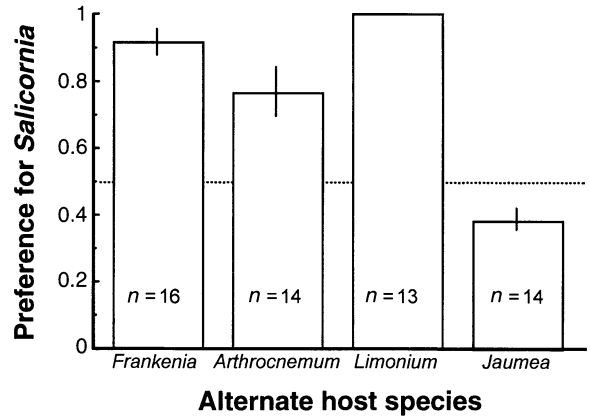 Preference for Salicornia
1
0.8
0.6
0.4
0.2
0
n = 16
n = 14
n = 13
n = 14
Frankenia
Arthrocnemum
Limonium
Jaumea
Alternate host species